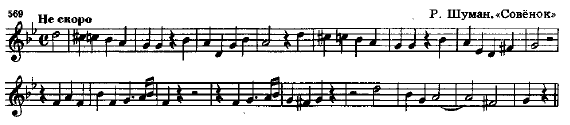 569
Не скоро
Р. Шуман. «Совёнок»